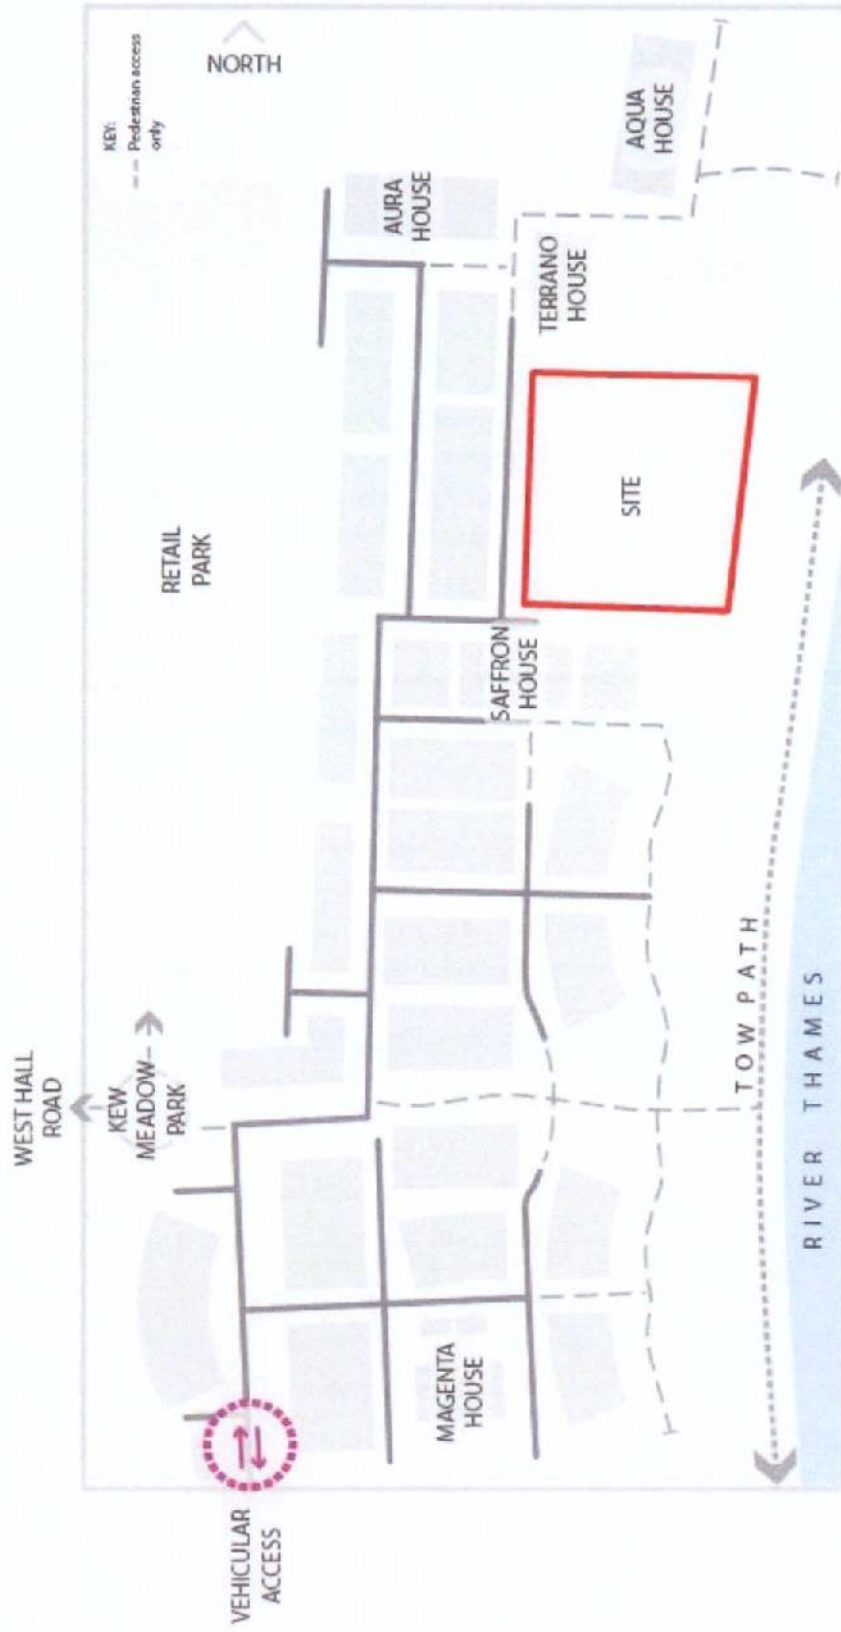 NORTH
KEY:
Pedestrian access
only
AQUA
HOUSE
AURA
HOUSE
TERRANO
HOUSE
RETAIL
PARK
SITE
SAFFRON
HOUSE
WEST HALL
ROAD
KEW
MEADOW
PARK
TOW PATH
RIVER THAMES
MAGENTA
HOUSE
VEHICULAR
ACCESS